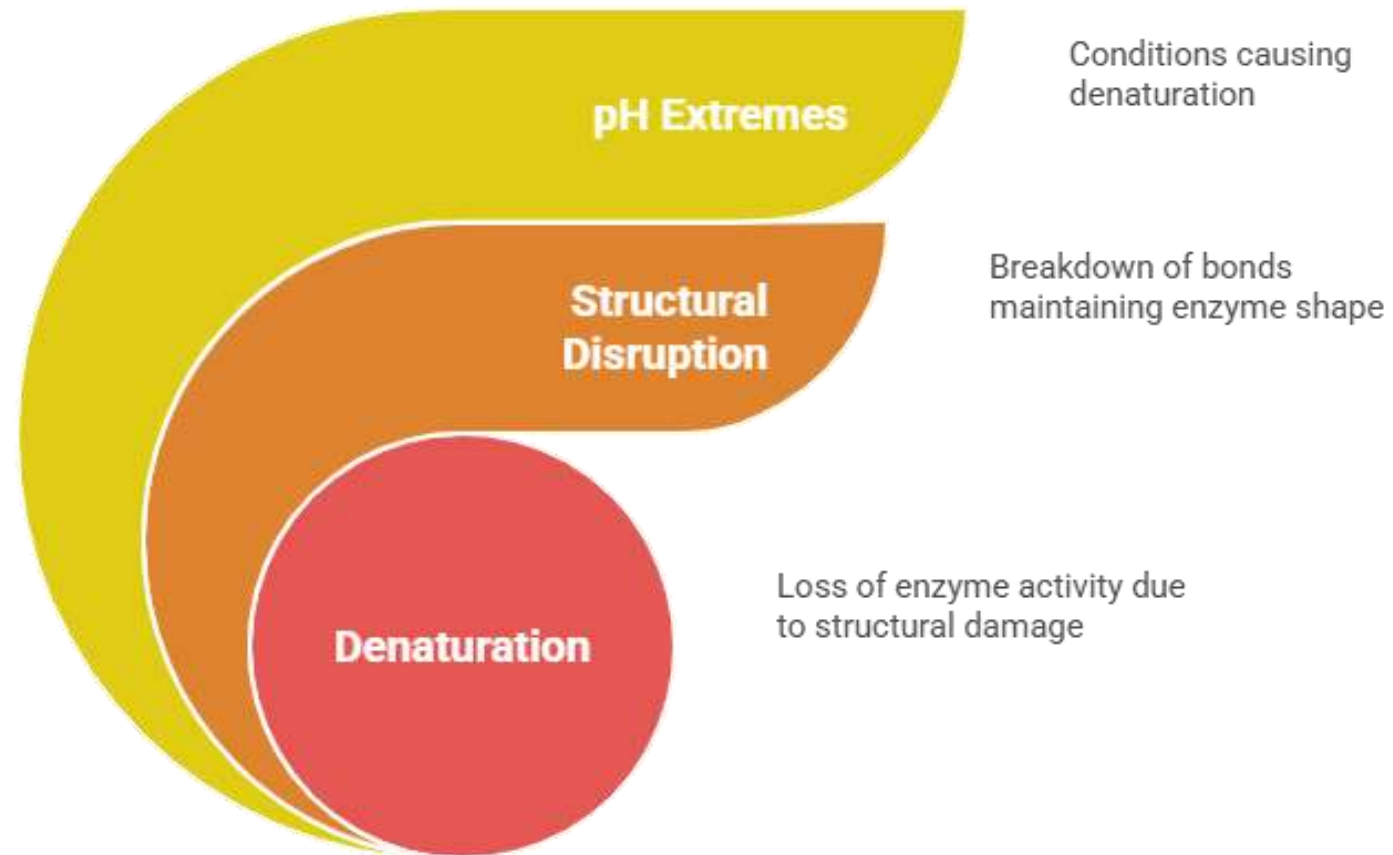 pH Extremes
Conditions causing
denaturation
Structural
Disruption
Breakdown of bonds
maintaining enzyme shape
Denaturation
Loss of enzyme activity due
to structural damage